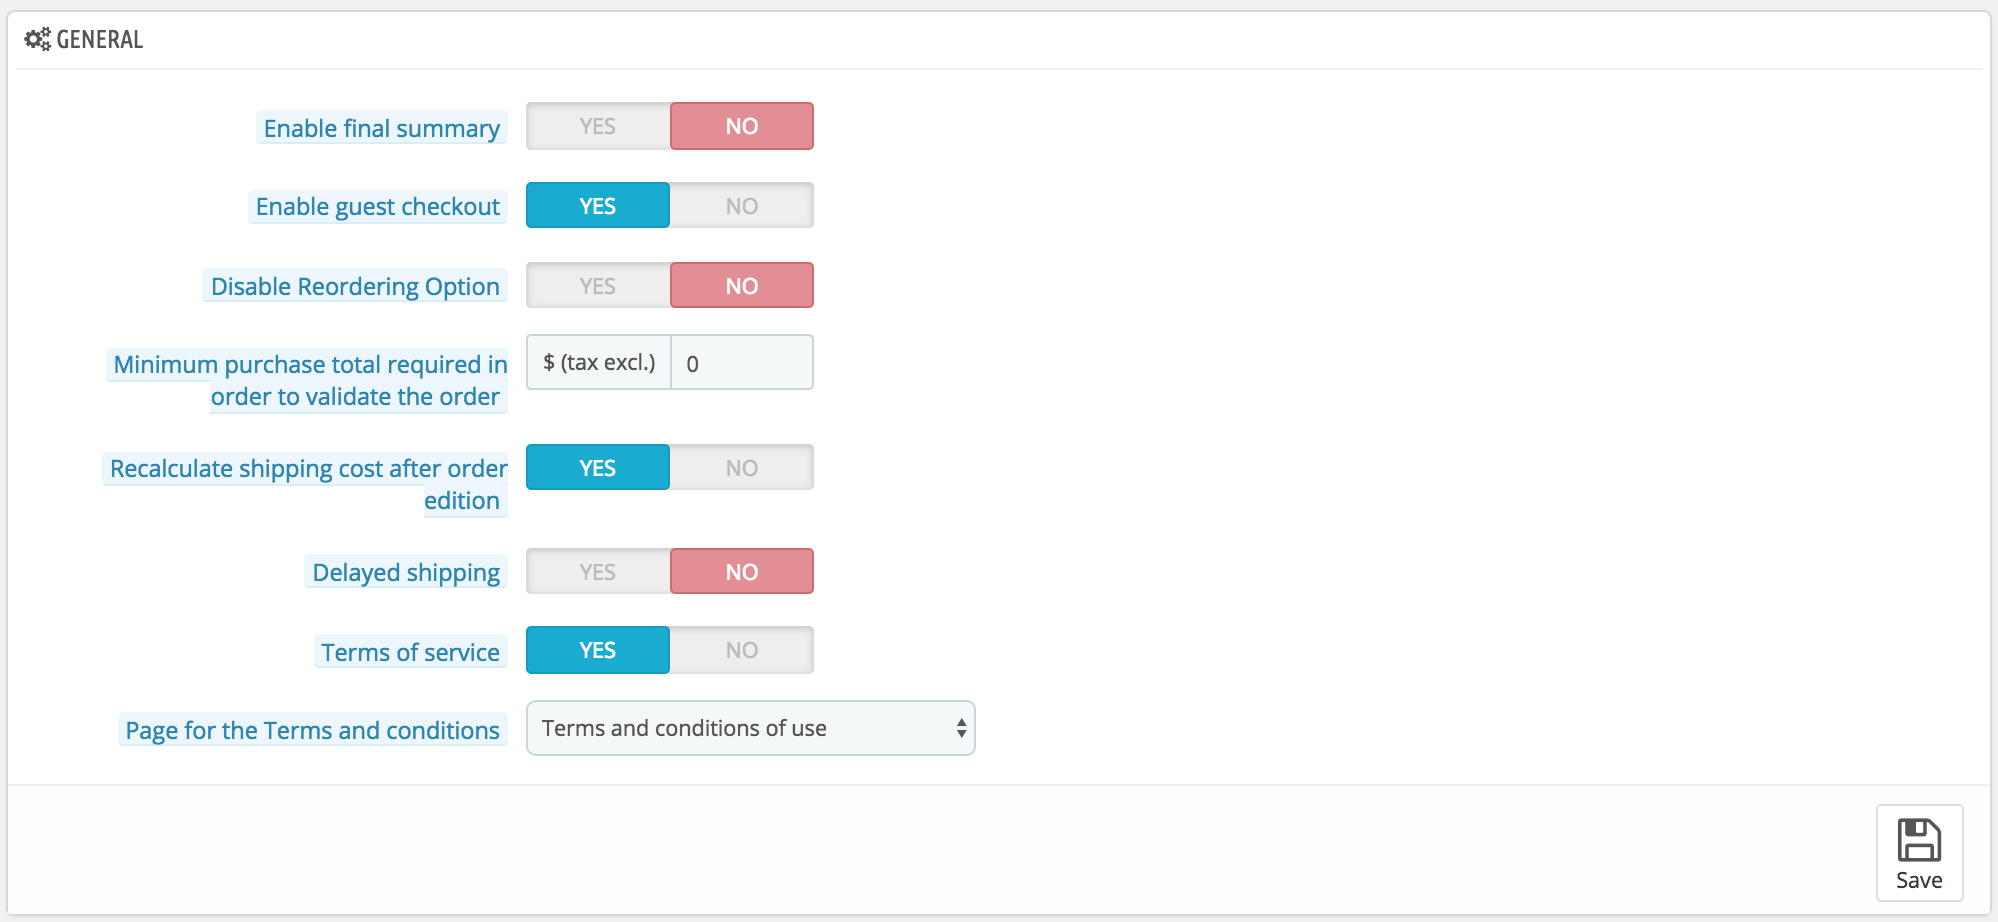 GENERAL
Enable final summary YES NO
Enable guest checkout YES NO
Disable Reordering Option YES NO
Minimum purchase total required in $ (tax excl.) 0
order to validate the order
Recalculate shipping cost after order YES NO
edition
Delayed shipping YES NO
Terms of service YES NO
Page for the Terms and conditions Terms and conditions of use
Save